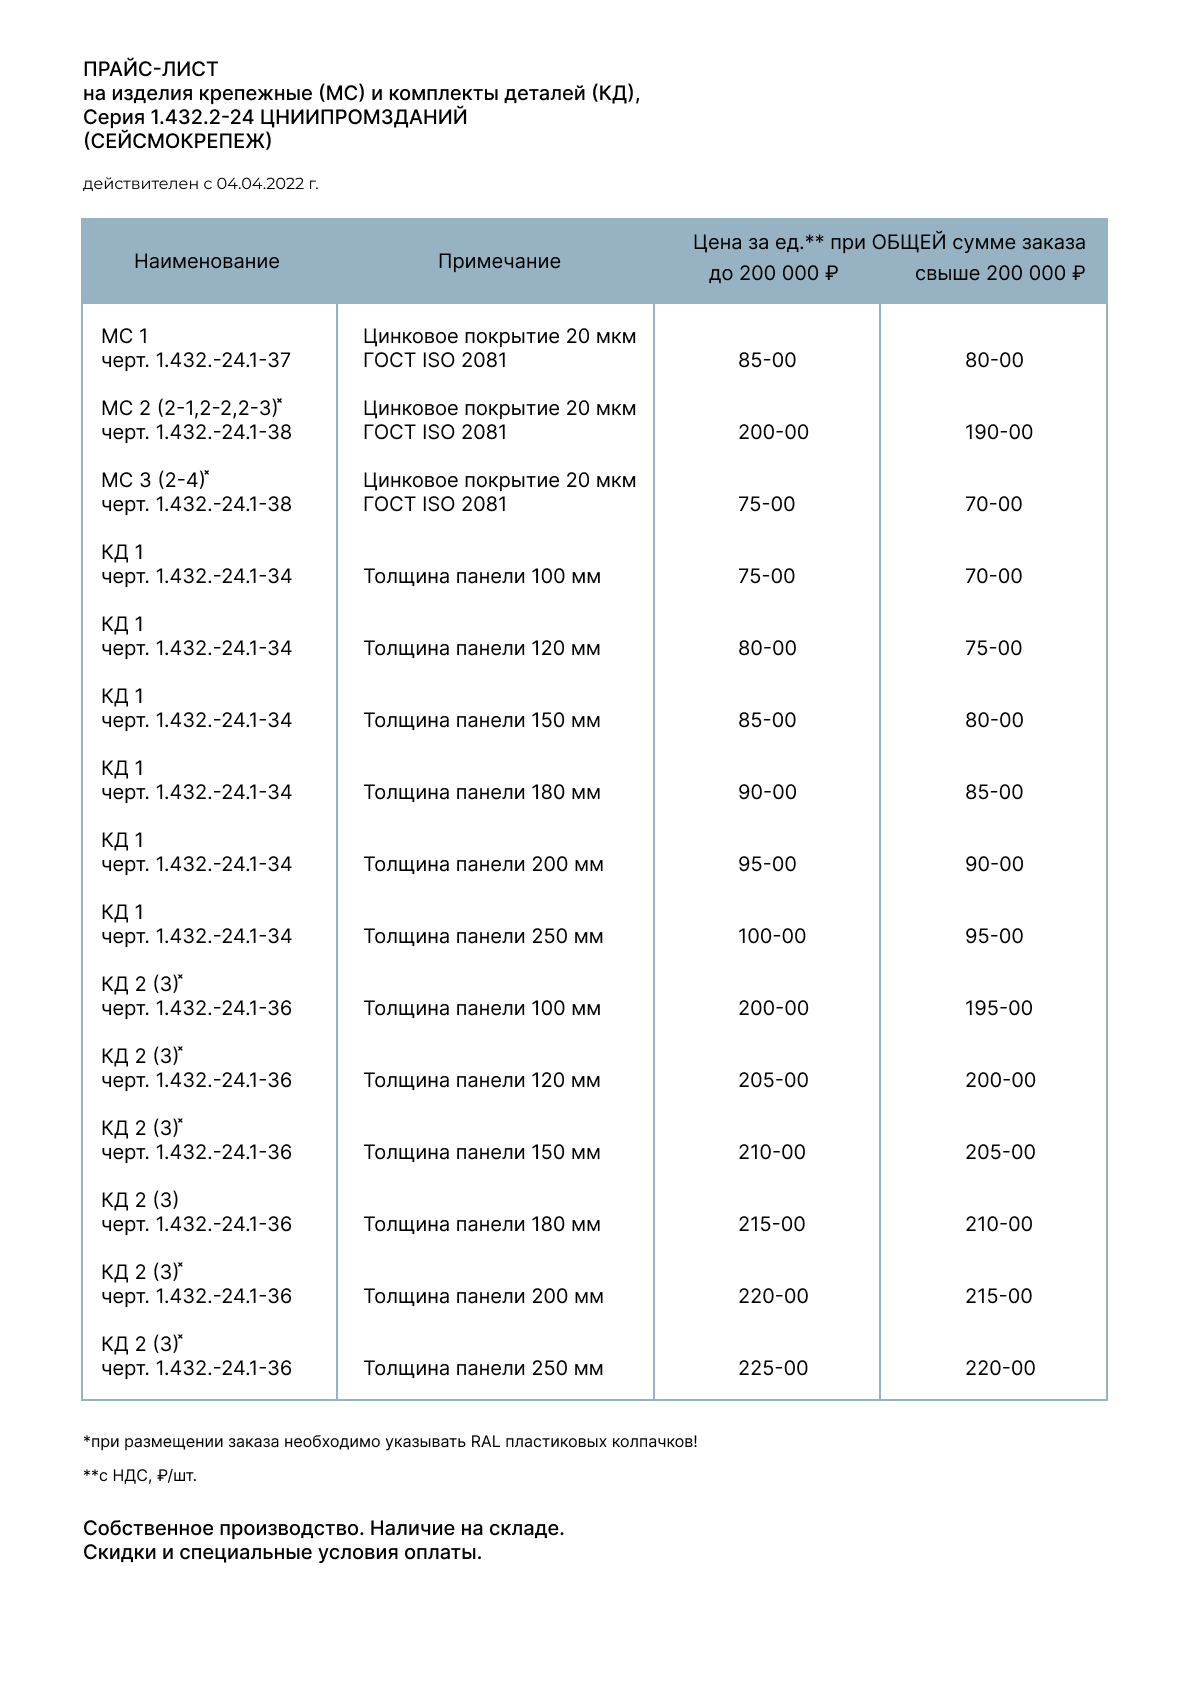 ПРАЙС-ЛИСТ
на изделия крепежные (МС) и комплекты деталей (КД),
Серия 1.432.2-24 ЦНИИПРОМЗДАНИЙ
(СЕЙСМОКРЕПЕЖ)
действителен с 04.04.2022 г.
Наименование Примечание Цена за ед.** при ОБЩЕЙ сумме заказа
до 200 000 ₽ свыше 200 000 ₽
МС 1 Цинковое покрытие 20 мкм
черт. 1.432.-24.1-37 ГОСТ ISO 2081 85-00 80-00
МС 2 (2-1,2-2,2-3)* Цинковое покрытие 20 мкм
черт. 1.432.-24.1-38 ГОСТ ISO 2081 200-00 190-00
МС 3 (2-4)* Цинковое покрытие 20 мкм
черт. 1.432.-24.1-38 ГОСТ ISO 2081 75-00 70-00
КД 1
черт. 1.432.-24.1-34 Толщина панели 100 мм 75-00 70-00
КД 1
черт. 1.432.-24.1-34 Толщина панели 120 мм 80-00 75-00
КД 1
черт. 1.432.-24.1-34 Толщина панели 150 мм 85-00 80-00
КД 1
черт. 1.432.-24.1-34 Толщина панели 180 мм 90-00 85-00
КД 1
черт. 1.432.-24.1-34 Толщина панели 200 мм 95-00 90-00
КД 1
черт. 1.432.-24.1-34 Толщина панели 250 мм 100-00 95-00
КД 2 (3)*
черт. 1.432.-24.1-36 Толщина панели 100 мм 200-00 195-00
КД 2 (3)*
черт. 1.432.-24.1-36 Толщина панели 120 мм 205-00 200-00
КД 2 (3)*
черт. 1.432.-24.1-36 Толщина панели 150 мм 210-00 205-00
КД 2 (3)
черт. 1.432.-24.1-36 Толщина панели 180 мм 215-00 210-00
КД 2 (3)*
черт. 1.432.-24.1-36 Толщина панели 200 мм 220-00 215-00
КД 2 (3)*
черт. 1.432.-24.1-36 Толщина панели 250 мм 225-00 220-00
*при размещении заказа необходимо указывать RAL пластиковых колпачков!
**с НДС, ₽/шт.
Собственное производство. Наличие на складе.
Скидки и специальные условия оплаты.